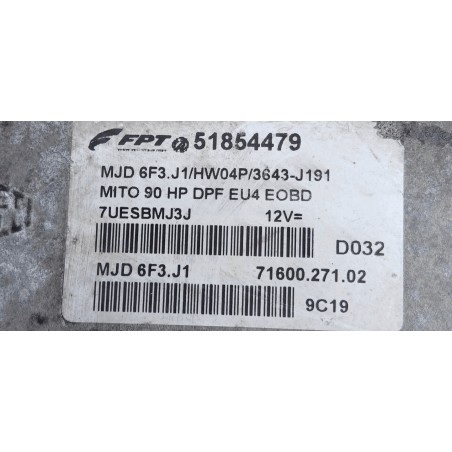 FPT 51854479
MJD 6F3.J1/HW04P/3643-J191
MITO 90 HP DPF EU4 EOBD
7UESBMJ3J 12V=
D032
MJD 6F3.J1 71600.271.02
9C19